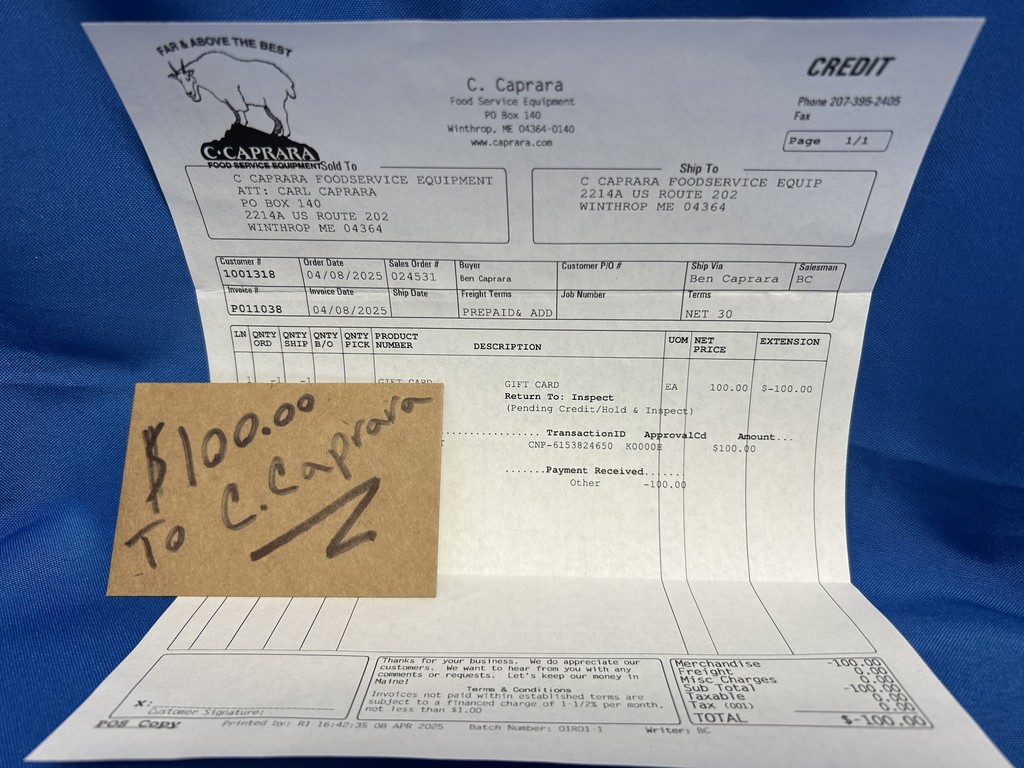 FAR & ABOVE THE BEST
C·CAPRARA
FOOD SERVICE EQUIPMENT
C. Caprara
Food Service Equipment
PO Box 140
Winthrop, ME 04364-0140
www.caprara.com
CREDIT
Phone 207-395-2405
Fax
Page 1/1
Sold To
C CAPRARA FOODSERVICE EQUIPMENT
ATT: CARL CAPRARA
PO BOX 140
2214A US ROUTE 202
WINTHROP ME 04364
Ship To
C CAPRARA FOODSERVICE EQUIP
2214A US ROUTE 202
WINTHROP ME 04364
Customer # Order Date Sales Order # Buyer Customer P/O # Ship Via Salesman
1001318 04/08/2025 024531 Ben Caprara Ben Caprara BC
Invoice # Invoice Date Ship Date Freight Terms Job Number Terms
P011038 04/08/2025 PREPAID& ADD NET 30
LN QNTY ORD QNTY SHIP QNTY B/O QNTY PICK PRODUCT NUMBER DESCRIPTION UOM NET PRICE EXTENSION
1 -1 -1 GIFT CARD GIFT CARD EA 100.00 $-100.00
Return To: Inspect
(Pending Credit/Hold & Inspect)
TransactionID ApprovalCd Amount...
CNP-6153824650 K0000E $100.00
.......Payment Received.......
Other -100.00
$100.00
To C. Caprara
Thanks for your business. We do appreciate our
customers. We want to hear from you with any
comments or requests. Let's keep our money in
Maine!
Terms & Conditions
Invoices not paid within established terms are
subject to a financed charge of 1-1/2% per month,
not less than $1.00
Merchandise -100.00
Freight 0.00
Misc Charges 0.00
Sub Total -100.00
Taxable 0.00
Tax (001) 0.00
TOTAL $-100.00
X:
Customer Signature:
POS Copy Printed by: R1 16:42:35 08 APR 2025 Batch Number: 01R01-1 Writer: BC